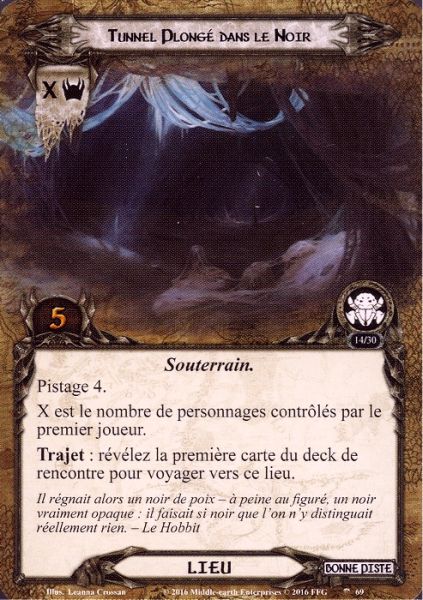 Tunnel Plongé dans le Noir
X
5
14/30
Souterrain.
Pistage 4.
X est le nombre de personnages contrôlés par le
premier joueur.
Trajet : révélez la première carte du deck de
rencontre pour voyager vers ce lieu.
Il régnait alors un noir de poix – à peine au figuré, un noir
vraiment opaque : il faisait si noir que l'on n'y distinguait
réellement rien. – Le Hobbit
LIEU
BONNE PISTE
F Illus. Leanna Crossan © 2016 Middle-earth Enterprises © 2016 FFG 69